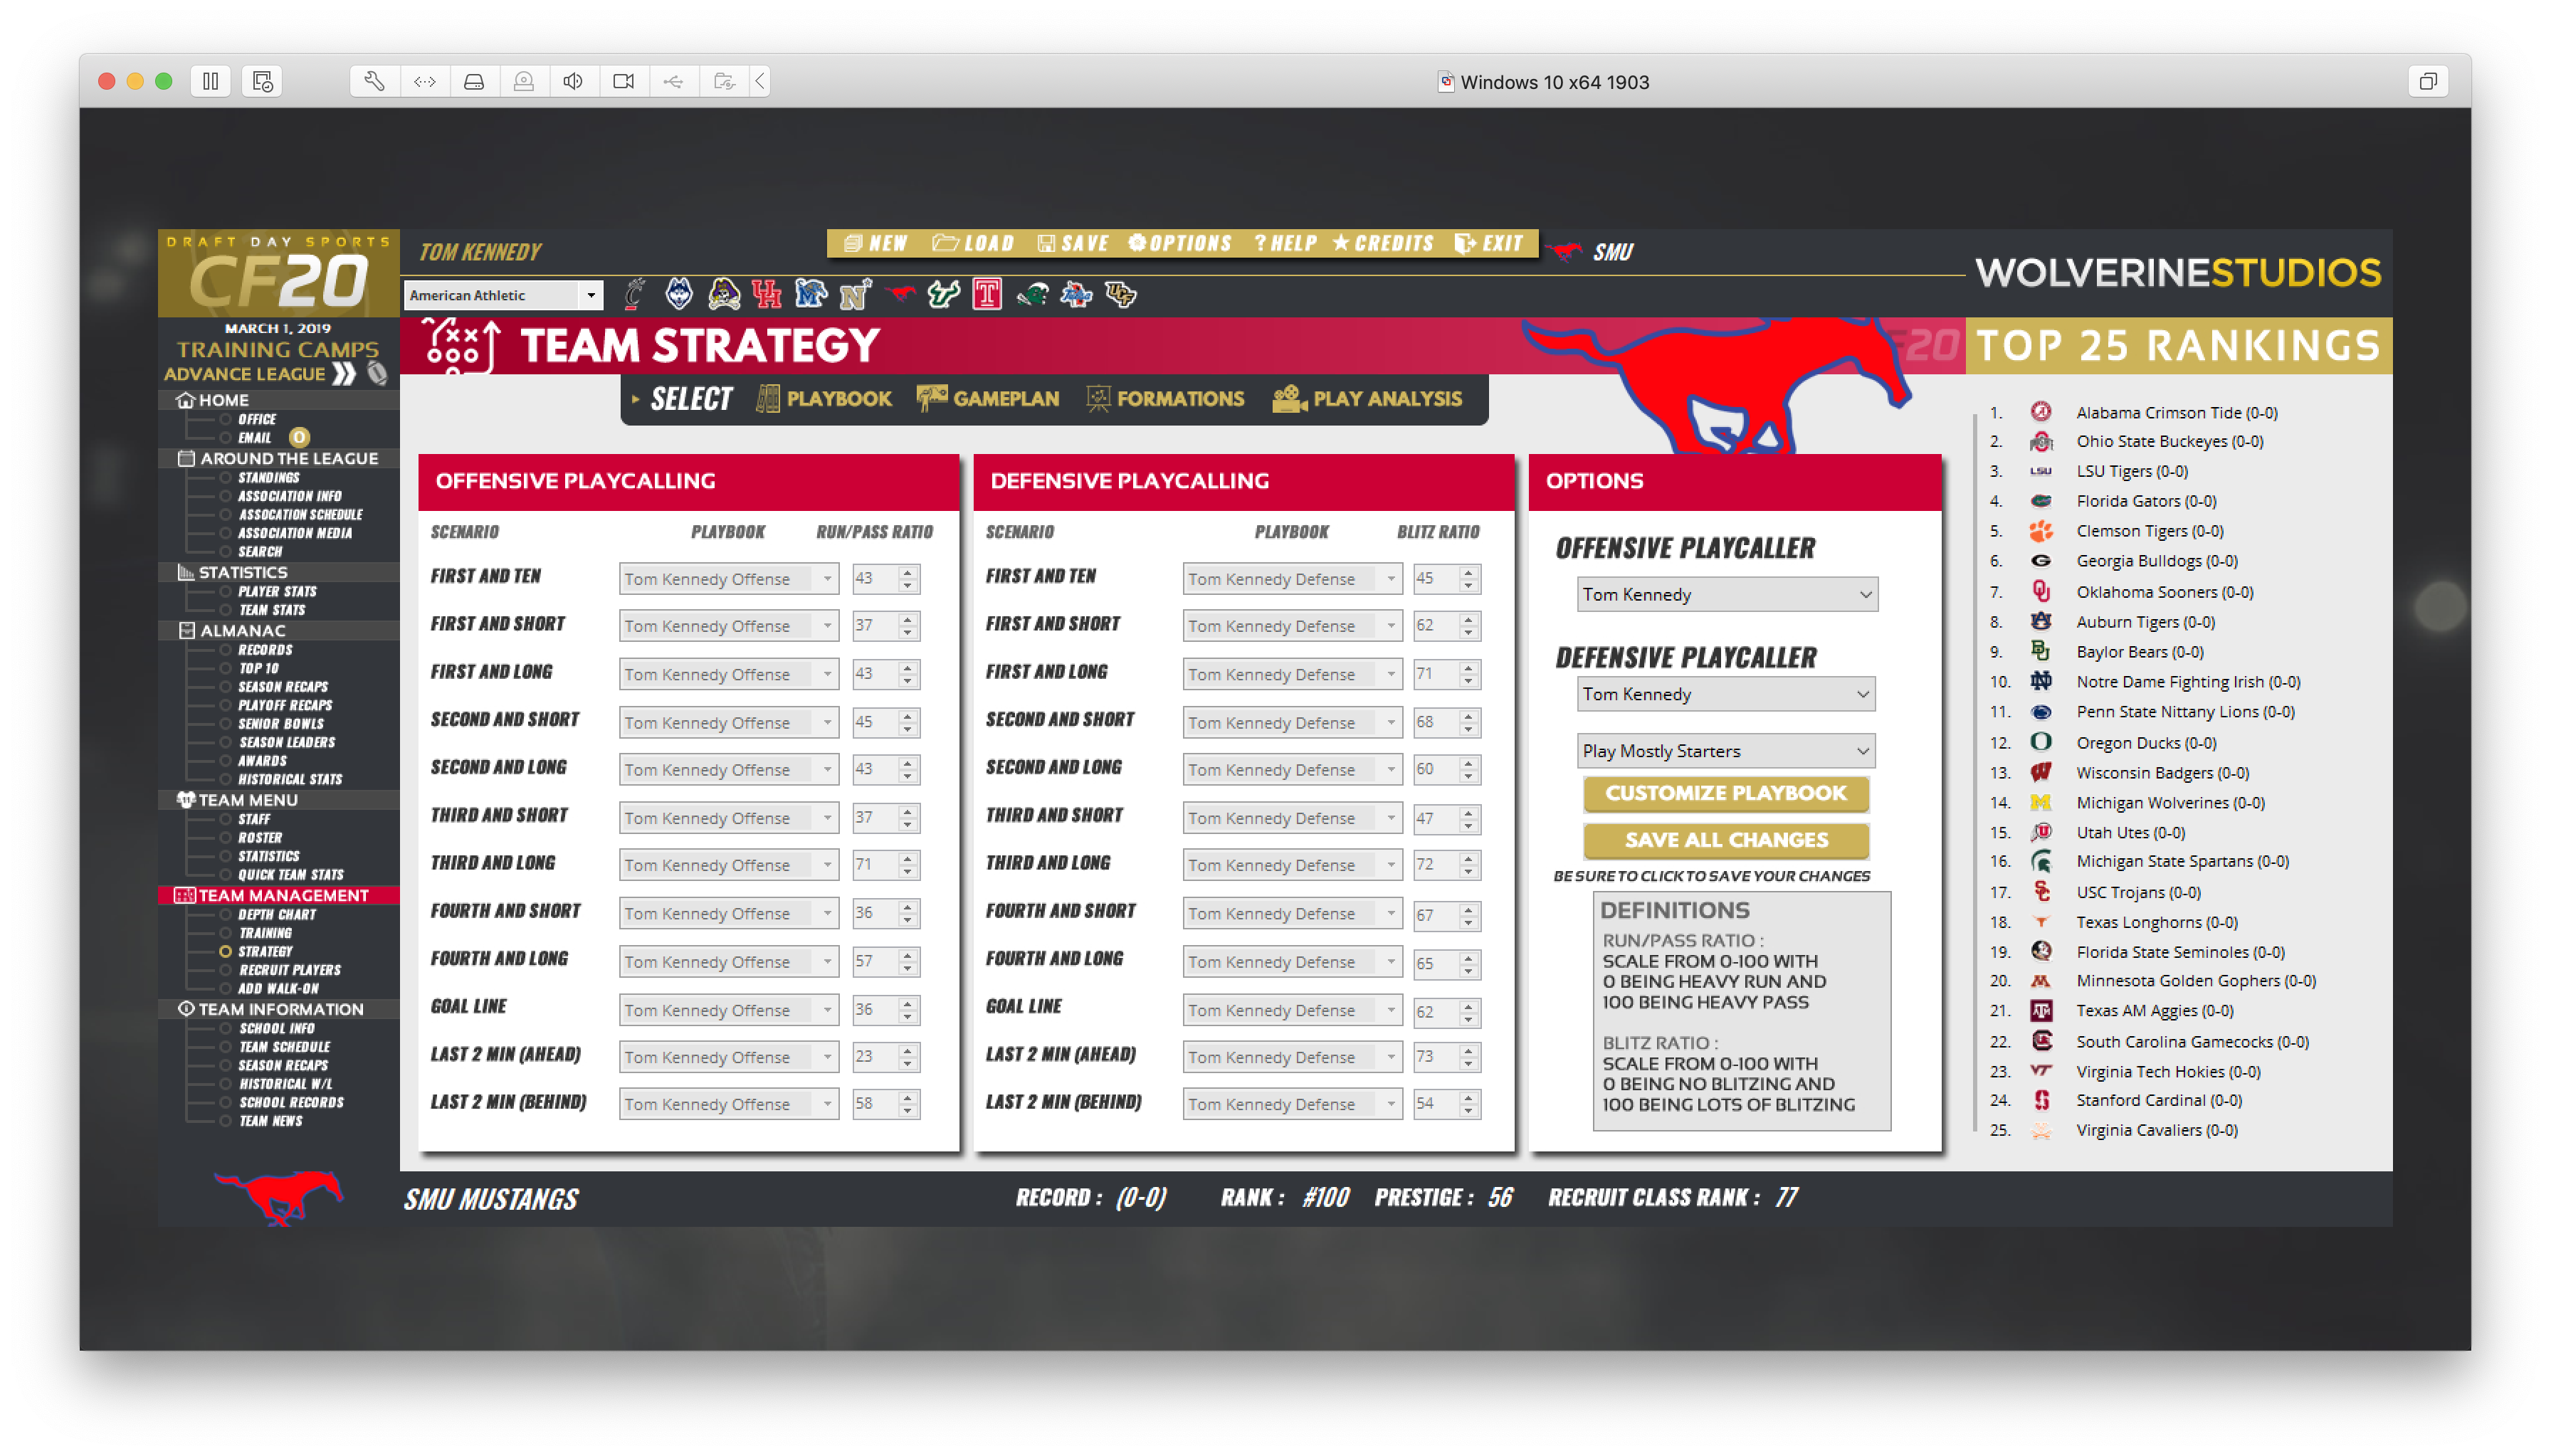 Windows 10 x64 1903
DRAFT DAY SPORTS
CF20
TOM KENNEDY
NEW LOAD SAVE OPTIONS ? HELP CREDITS EXIT
SMU
WOLVERINESTUDIOS
American Athletic
MARCH 1, 2019
TRAINING CAMPS
ADVANCE LEAGUE
TEAM STRATEGY
TOP 25 RANKINGS
SELECT PLAYBOOK GAMEPLAN FORMATIONS PLAY ANALYSIS
HOME
OFFICE
EMAIL 0
AROUND THE LEAGUE
STANDINGS
ASSOCIATION INFO
ASSOCATION SCHEDULE
ASSOCIATION MEDIA
SEARCH
STATISTICS
PLAYER STATS
TEAM STATS
ALMANAC
RECORDS
TOP 10
SEASON RECAPS
PLAYOFF RECAPS
SENIOR BOWLS
SEASON LEADERS
AWARDS
HISTORICAL STATS
TEAM MENU
STAFF
ROSTER
STATISTICS
QUICK TEAM STATS
TEAM MANAGEMENT
DEPTH CHART
TRAINING
STRATEGY
RECRUIT PLAYERS
ADD WALK-ON
TEAM INFORMATION
SCHOOL INFO
TEAM SCHEDULE
SEASON RECAPS
HISTORICAL W/L
SCHOOL RECORDS
TEAM NEWS
OFFENSIVE PLAYCALLING
SCENARIO PLAYBOOK RUN/PASS RATIO
FIRST AND TEN Tom Kennedy Offense 43
FIRST AND SHORT Tom Kennedy Offense 37
FIRST AND LONG Tom Kennedy Offense 43
SECOND AND SHORT Tom Kennedy Offense 45
SECOND AND LONG Tom Kennedy Offense 43
THIRD AND SHORT Tom Kennedy Offense 37
THIRD AND LONG Tom Kennedy Offense 71
FOURTH AND SHORT Tom Kennedy Offense 36
FOURTH AND LONG Tom Kennedy Offense 57
GOAL LINE Tom Kennedy Offense 36
LAST 2 MIN (AHEAD) Tom Kennedy Offense 23
LAST 2 MIN (BEHIND) Tom Kennedy Offense 58
DEFENSIVE PLAYCALLING
SCENARIO PLAYBOOK BLITZ RATIO
FIRST AND TEN Tom Kennedy Defense 45
FIRST AND SHORT Tom Kennedy Defense 62
FIRST AND LONG Tom Kennedy Defense 71
SECOND AND SHORT Tom Kennedy Defense 68
SECOND AND LONG Tom Kennedy Defense 60
THIRD AND SHORT Tom Kennedy Defense 47
THIRD AND LONG Tom Kennedy Defense 72
FOURTH AND SHORT Tom Kennedy Defense 67
FOURTH AND LONG Tom Kennedy Defense 65
GOAL LINE Tom Kennedy Defense 62
LAST 2 MIN (AHEAD) Tom Kennedy Defense 73
LAST 2 MIN (BEHIND) Tom Kennedy Defense 54
OPTIONS
OFFENSIVE PLAYCALLER
Tom Kennedy
DEFENSIVE PLAYCALLER
Tom Kennedy
Play Mostly Starters
CUSTOMIZE PLAYBOOK
SAVE ALL CHANGES
BE SURE TO CLICK TO SAVE YOUR CHANGES
DEFINITIONS
RUN/PASS RATIO :
SCALE FROM 0-100 WITH
0 BEING HEAVY RUN AND
100 BEING HEAVY PASS
BLITZ RATIO :
SCALE FROM 0-100 WITH
0 BEING NO BLITZING AND
100 BEING LOTS OF BLITZING
1. Alabama Crimson Tide (0-0)
2. Ohio State Buckeyes (0-0)
3. LSU LSU Tigers (0-0)
4. Florida Gators (0-0)
5. Clemson Tigers (0-0)
6. Georgia Bulldogs (0-0)
7. Oklahoma Sooners (0-0)
8. Auburn Tigers (0-0)
9. Baylor Bears (0-0)
10. Notre Dame Fighting Irish (0-0)
11. Penn State Nittany Lions (0-0)
12. Oregon Ducks (0-0)
13. Wisconsin Badgers (0-0)
14. Michigan Wolverines (0-0)
15. Utah Utes (0-0)
16. Michigan State Spartans (0-0)
17. USC Trojans (0-0)
18. Texas Longhorns (0-0)
19. Florida State Seminoles (0-0)
20. Minnesota Golden Gophers (0-0)
21. Texas AM Aggies (0-0)
22. South Carolina Gamecocks (0-0)
23. Virginia Tech Hokies (0-0)
24. Stanford Cardinal (0-0)
25. Virginia Cavaliers (0-0)
SMU MUSTANGS
RECORD : (0-0) RANK : #100 PRESTIGE : 56 RECRUIT CLASS RANK : 77